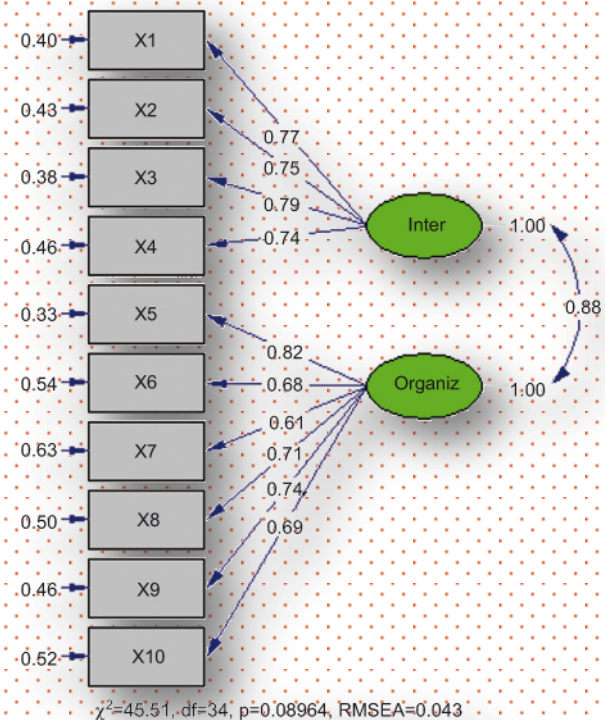 0.40 X1
0.43 X2
0.77
0.75
0.38 X3
0.79
Inter 1.00
0.46 X4
0.74
0.88
0.33 X5
0.82
0.54 X6
0.68
Organiz 1.00
0.61
0.63 X7
0.71
0.74
0.50 X8
0.69
0.46 X9
0.52 X10
χ²=45.51, df=34, p=0.08964, RMSEA=0.043